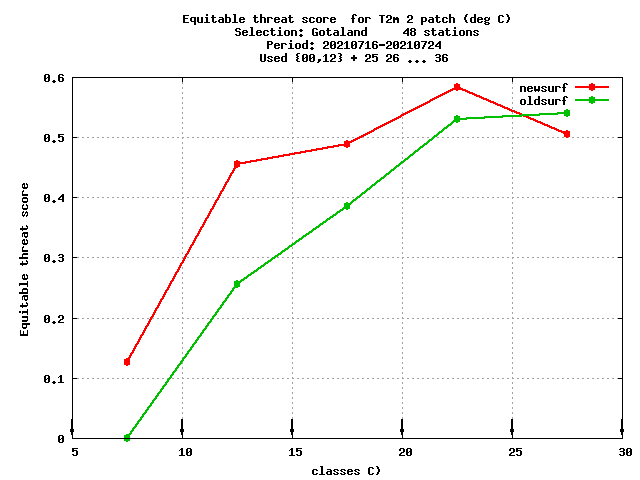 Equitable threat score  for T2m 2 patch (deg C)
Selection: Gotaland     48 stations
Period: 20210716-20210724
Used {00,12} + 25 26 ... 36
newsurf
oldsurf
Equitable threat score
0.6
0.5
0.4
0.3
0.2
0.1
0
5 10 15 20 25 30
classes C)